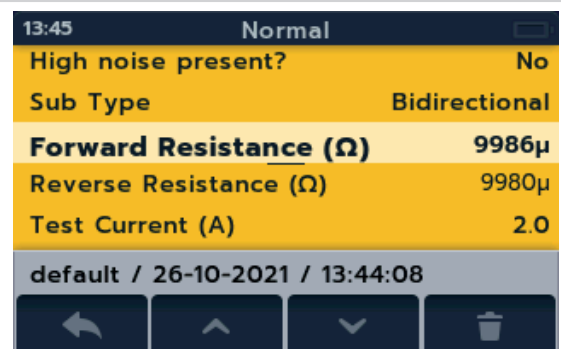 13:45 Normal
High noise present? No
Sub Type Bidirectional
Forward Resistance (Ω) 9986µ
Reverse Resistance (Ω) 9980µ
Test Current (A) 2.0
default / 26-10-2021 / 13:44:08